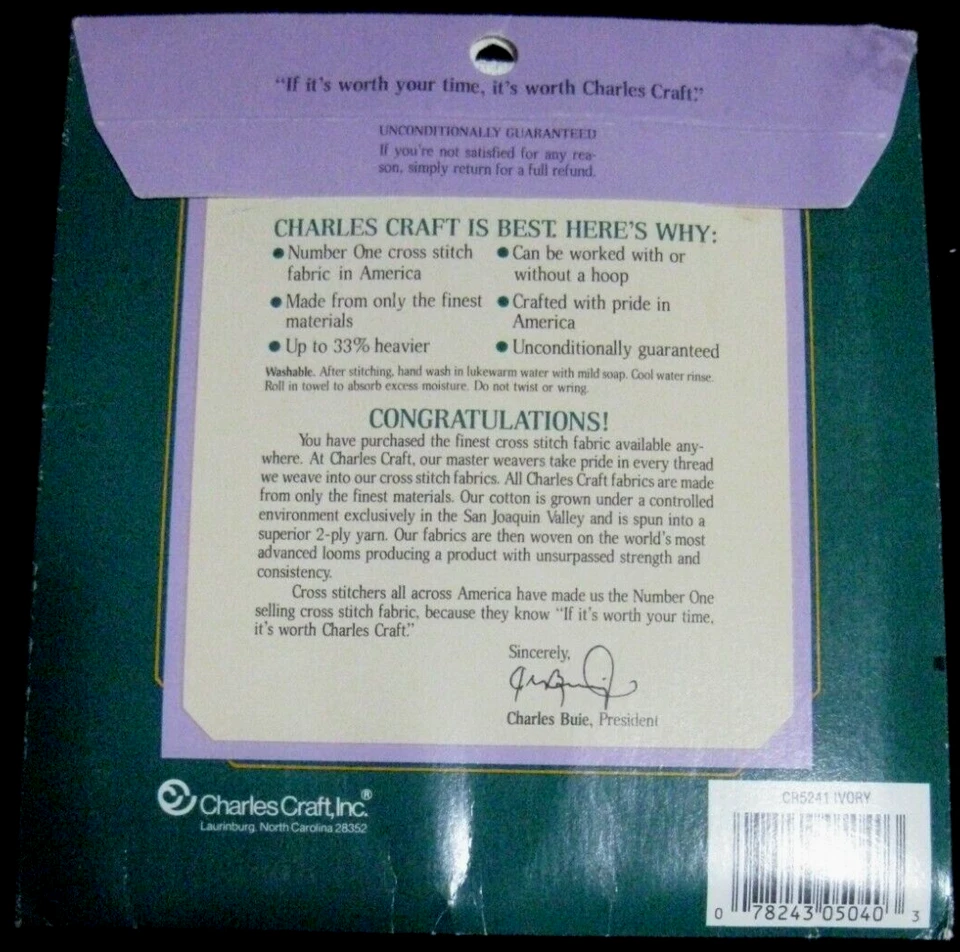 “If it's worth your time, it's worth Charles Craft.”
UNCONDITIONALLY GUARANTEED
If you're not satisfied for any rea-
son, simply return for a full refund.
CHARLES CRAFT IS BEST. HERE'S WHY:
● Number One cross stitch
fabric in America
● Made from only the finest
materials
● Up to 33% heavier
● Can be worked with or
without a hoop
● Crafted with pride in
America
● Unconditionally guaranteed
Washable. After stitching, hand wash in lukewarm water with mild soap. Cool water rinse.
Roll in towel to absorb excess moisture. Do not twist or wring.
CONGRATULATIONS!
You have purchased the finest cross stitch fabric available any-
where. At Charles Craft, our master weavers take pride in every thread
we weave into our cross stitch fabrics. All Charles Craft fabrics are made
from only the finest materials. Our cotton is grown under a controlled
environment exclusively in the San Joaquin Valley and is spun into a
superior 2-ply yarn. Our fabrics are then woven on the world's most
advanced looms producing a product with unsurpassed strength and
consistency.
Cross stitchers all across America have made us the Number One
selling cross stitch fabric, because they know “If it's worth your time,
it's worth Charles Craft.”
Sincerely,
Charles Buie, President
Charles Craft, Inc.®
Laurinburg, North Carolina 28352
CR5241 IVORY
0 78243 05040 3